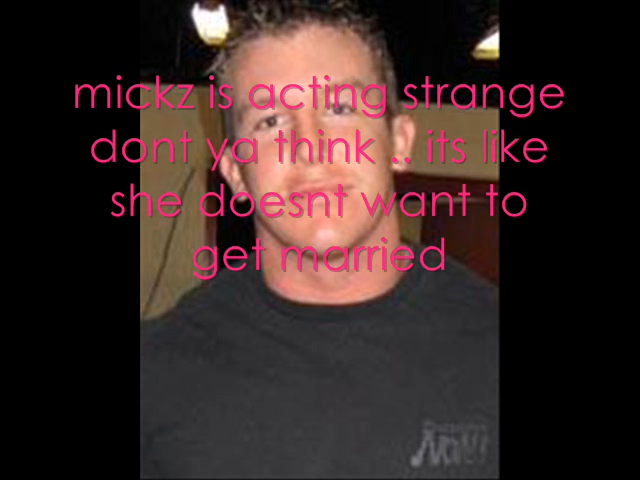 mickz is acting strange
dont ya think .. its like
she doesnt want to
get married